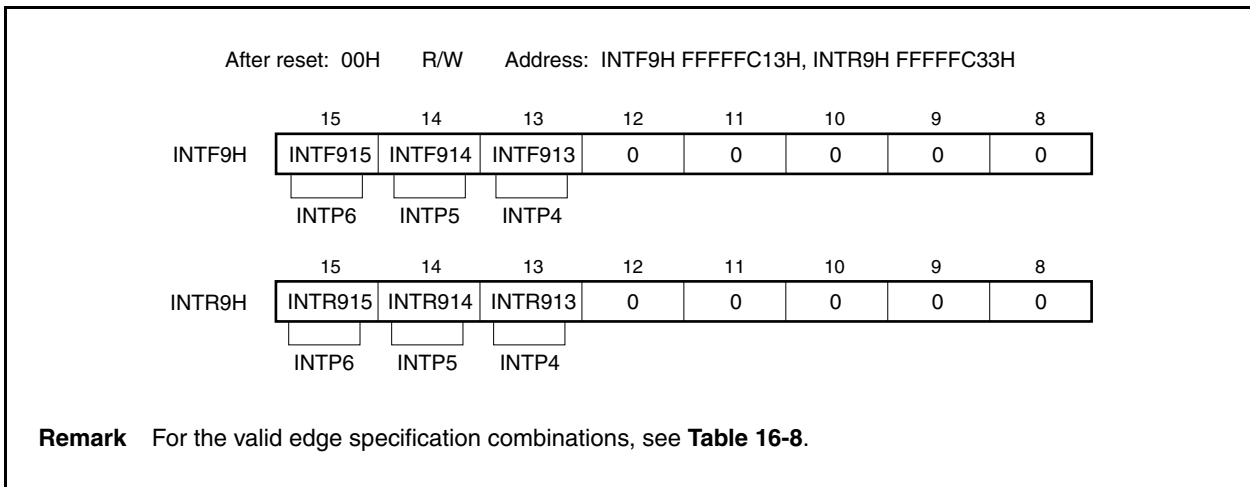 After reset: 00H R/W Address: INTF9H FFFFFC13H, INTR9H FFFFFC33H
15 14 13 12 11 10 9 8
INTF9H INTF915 INTF914 INTF913 0 0 0 0 0
INTP6 INTP5 INTP4
15 14 13 12 11 10 9 8
INTR9H INTR915 INTR914 INTR913 0 0 0 0 0
INTP6 INTP5 INTP4
Remark For the valid edge specification combinations, see Table 16-8.